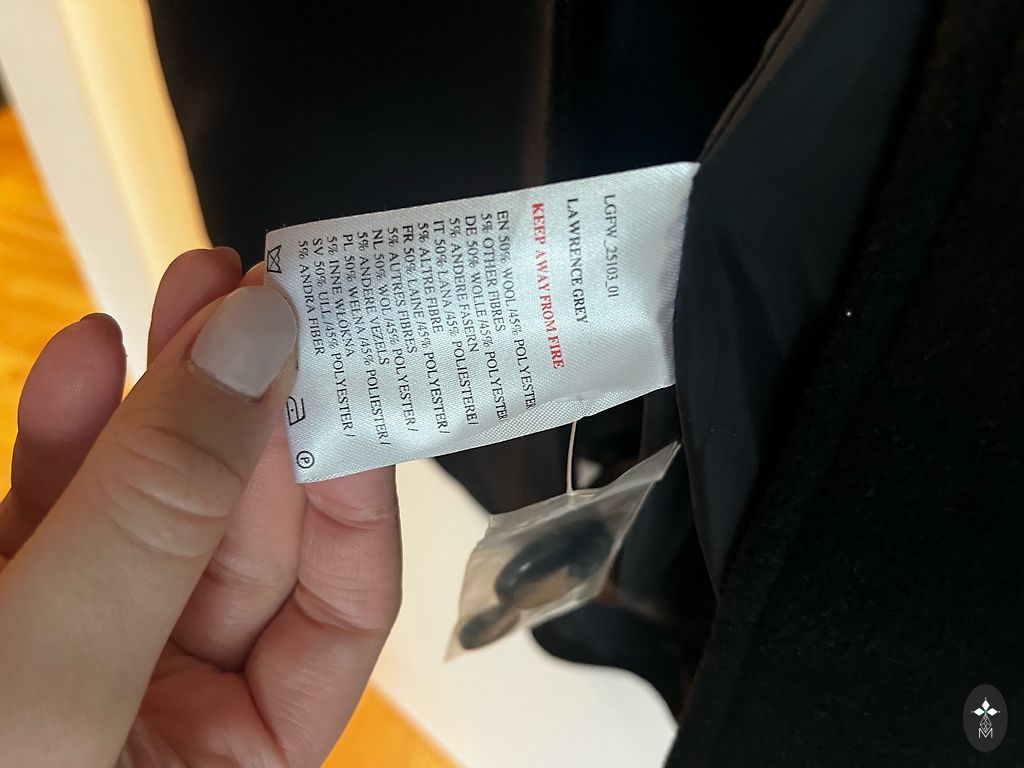 LGFW_25103_01
LAWRENCE GREY
KEEP AWAY FROM FIRE
EN 50% WOOL /45% POLYESTER
5% OTHER FIBRES
DE 50% WOLLE /45% POLYESTER
5% ANDERE FASERN
IT 50% LANA /45% POLIESTERE/
5% ALTRE FIBRE
FR 50% LAINE /45% POLYESTER/
5% AUTRES FIBRES
NL 50% WOL /45% POLYESTER /
5% ANDERE VEZELS
PL 50% WEŁNA /45% POLIESTER/
5% INNE WŁÓKNA
SV 50% ULL /45% POLYESTER /
5% ANDRA FIBER
P
M